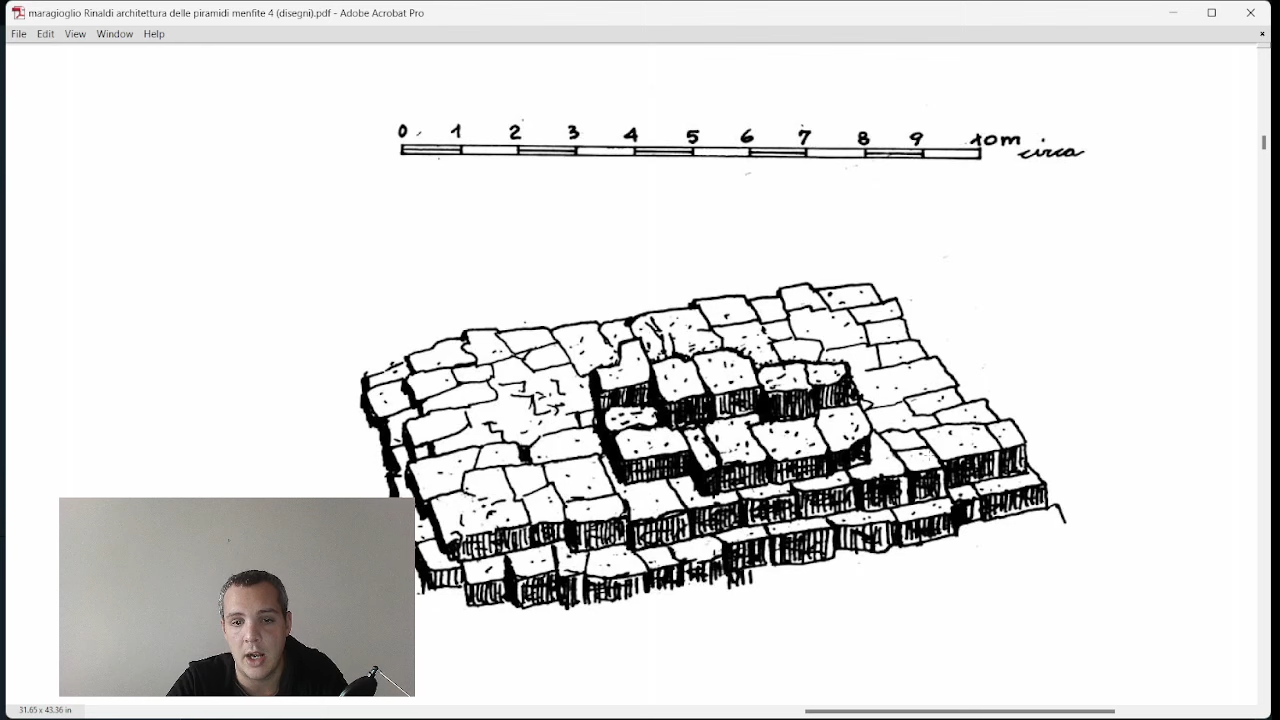 maragioglio Rinaldi architettura delle piramidi menfite 4 (disegni).pdf - Adobe Acrobat Pro
File Edit View Window Help
0 1 2 3 4 5 6 7 8 9 10m circa
31.65 x 43.36 in